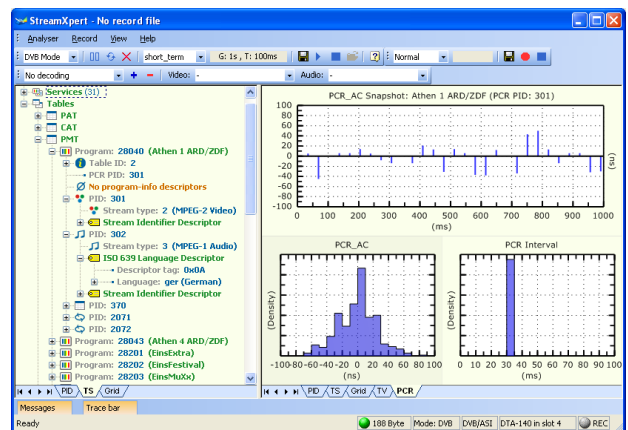 StreamXpert - No record file
Analyser Record View Help
DVB Mode short_term G: 1s , T: 100ms Normal
No decoding Video: - Audio: -
Services (31)
Tables
PAT
CAT
PMT
Program: 28040 (Athen 1 ARD/ZDF)
Table ID: 2
PCR PID: 301
No program-info descriptors
PID: 301
Stream type: 2 (MPEG-2 Video)
Stream Identifier Descriptor
PID: 302
Stream type: 3 (MPEG-1 Audio)
ISO 639 Language Descriptor
Descriptor tag: 0x0A
Language: ger (German)
Stream Identifier Descriptor
PID: 370
PID: 2071
PID: 2072
Program: 28043 (Athen 4 ARD/ZDF)
Program: 28201 (EinsExtra)
Program: 28202 (EinsFestival)
Program: 28203 (EinsMuXx)
PID TS Grid
PCR_AC Snapshot: Athen 1 ARD/ZDF (PCR PID: 301)
100
80
60
40
20
0
-20
-40
-60
-80
-100
(ns)
0 100 200 300 400 500 600 700 800 900 1000
(ms)
PCR_AC
(Density)
-100-80-60-40-20 0 20 40 60 80 100
(ns)
PCR Interval
(Density)
0 10 20 30 40 50 60 70 80 90 100
(ms)
PID TS Grid TV PCR
Messages Trace bar
Ready 188 Byte Mode: DVB DVB/ASI DTA-140 in slot 4 REC